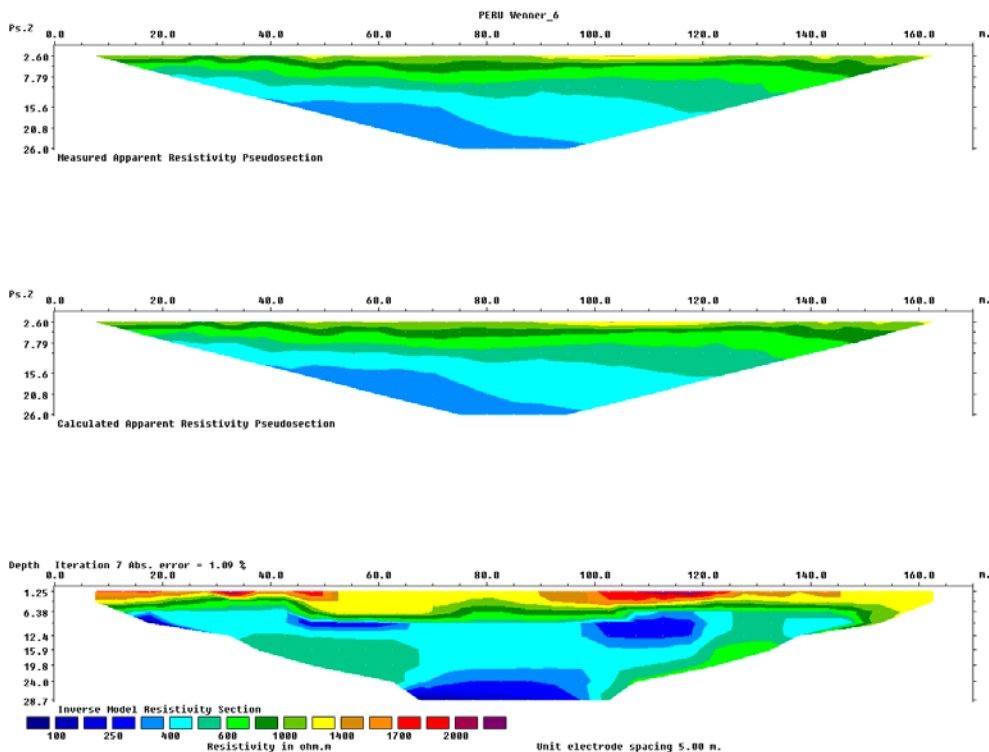 PERU Wenner_6
Ps.Z 0.0 20.0 40.0 60.0 80.0 100.0 120.0 140.0 160.0 m.
2.60
7.79
15.6
20.8
26.0
Measured Apparent Resistivity Pseudosection
Ps.Z 0.0 20.0 40.0 60.0 80.0 100.0 120.0 140.0 160.0 m.
2.60
7.79
15.6
20.8
26.0
Calculated Apparent Resistivity Pseudosection
Depth Iteration 7 Abs. error = 1.09 %
0.0 20.0 40.0 60.0 80.0 100.0 120.0 140.0 160.0 m.
1.25
6.38
12.4
15.9
19.8
24.0
28.7
Inverse Model Resistivity Section
100 250 400 600 1000 1400 1700 2000
Resistivity in ohm.m
Unit electrode spacing 5.00 m.